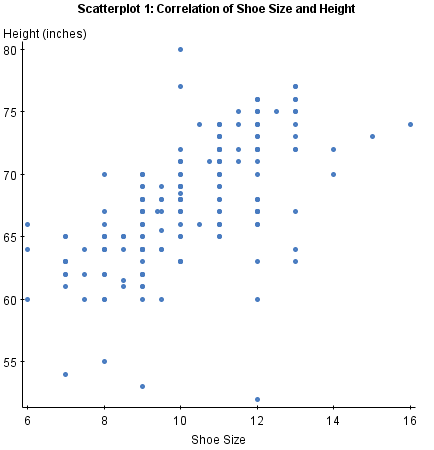 Scatterplot 1: Correlation of Shoe Size and Height
Height (inches)
80
75
70
65
60
55
6 8 10 12 14 16
Shoe Size